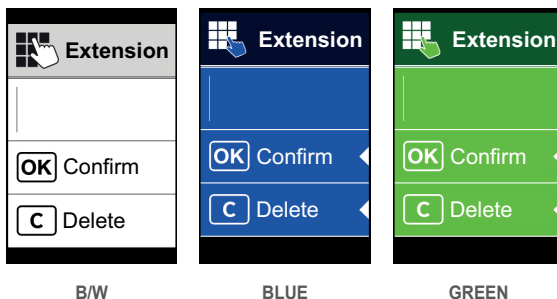 Extension
OK Confirm
C Delete
B/W
Extension
OK Confirm
C Delete
BLUE
Extension
OK Confirm
C Delete
GREEN